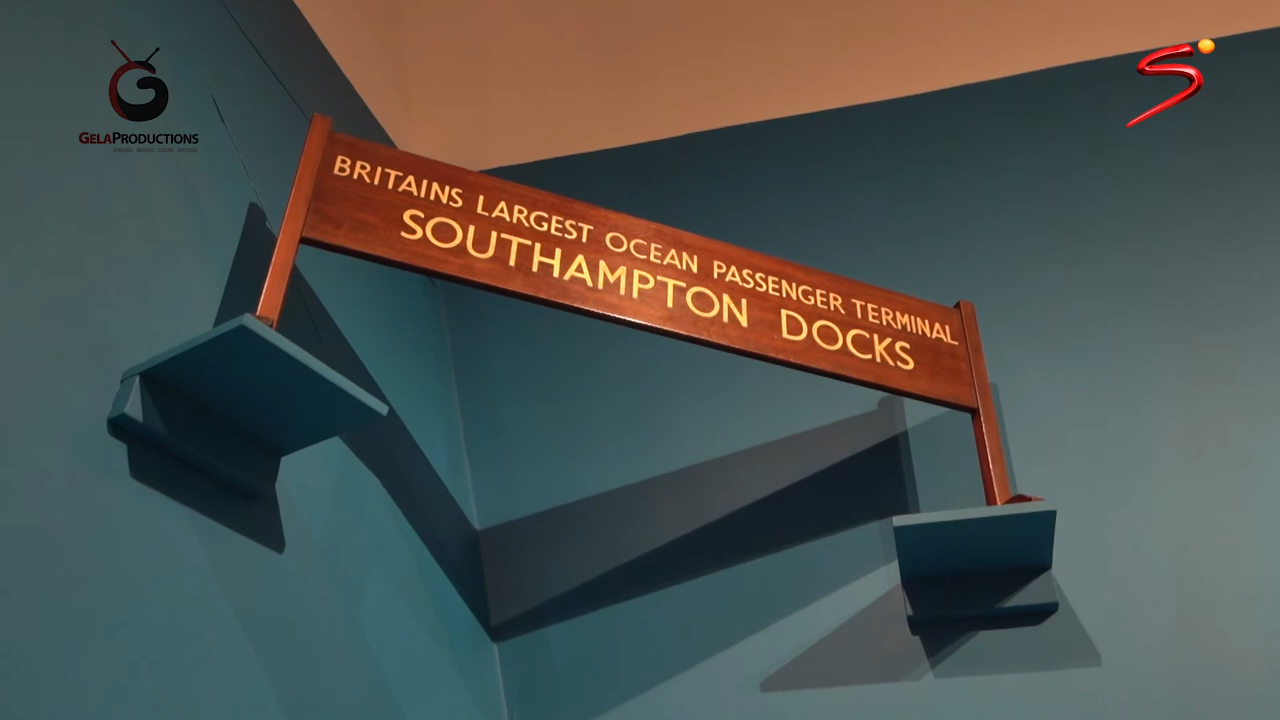 GELAPRODUCTIONS
BRITAINS LARGEST OCEAN PASSENGER TERMINAL
SOUTHAMPTON DOCKS